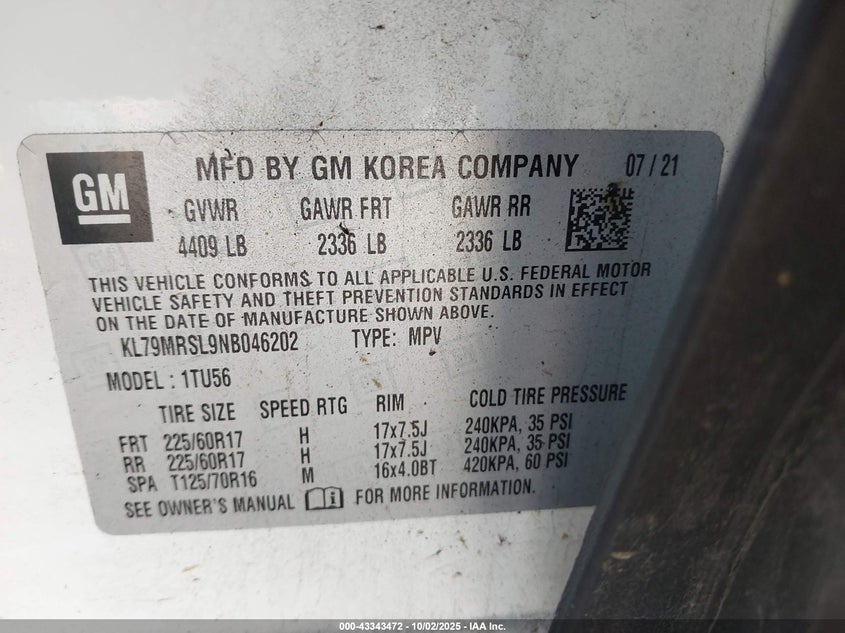 GM
MFD BY GM KOREA COMPANY 07/21
GVWR GAWR FRT GAWR RR
4409 LB 2336 LB 2336 LB
THIS VEHICLE CONFORMS TO ALL APPLICABLE U.S. FEDERAL MOTOR
VEHICLE SAFETY AND THEFT PREVENTION STANDARDS IN EFFECT
ON THE DATE OF MANUFACTURE SHOWN ABOVE.
KL79MRSL9NB046202 TYPE: MPV
MODEL : 1TU56
TIRE SIZE SPEED RTG RIM COLD TIRE PRESSURE
FRT 225/60R17 H 17x7.5J 240KPA, 35 PSI
RR 225/60R17 H 17x7.5J 240KPA, 35 PSI
SPA T125/70R16 M 16x4.0BT 420KPA, 60 PSI
SEE OWNER'S MANUAL i FOR MORE INFORMATION.
000-43343472 - 10/02/2025 - IAA Inc.